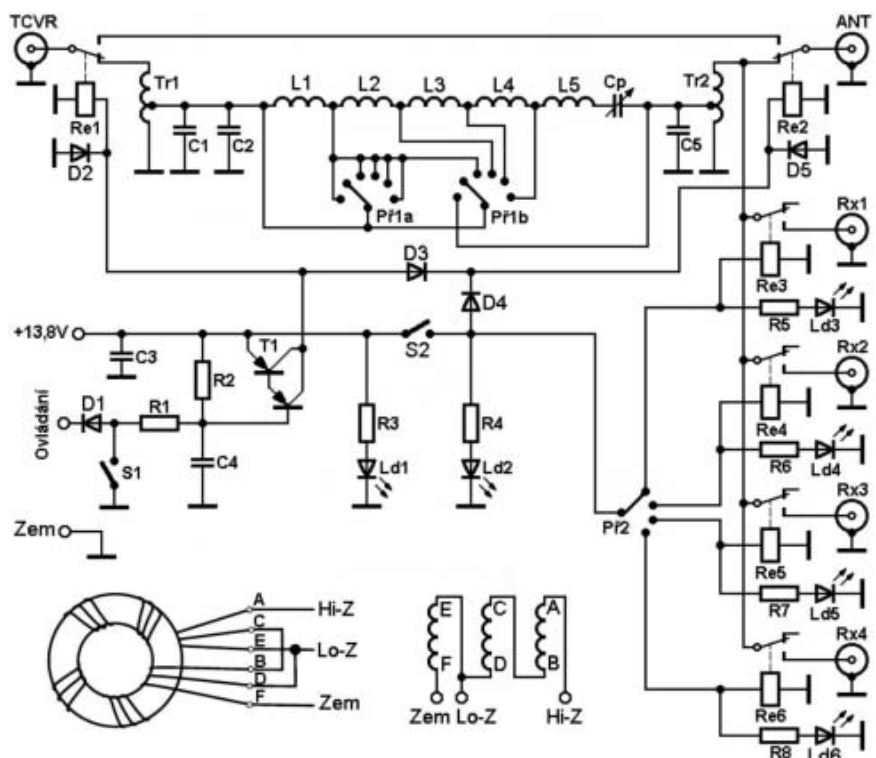 TCVR
ANT
Tr1
L1
L2
L3
L4
L5
Cp
Tr2
Re1
C1
C2
C5
Re2
D2
D5
Př1a
Př1b
Rx1
D3
Re3
D4
R5
Ld3
+13,8V
T1
S2
Rx2
C3
R2
Ovládání
D1
R1
R3
R4
Re4
S1
C4
Ld1
Ld2
R6
Ld4
Rx3
Zem
Př2
Re5
R7
Ld5
A
C
E
B
D
F
Hi-Z
Lo-Z
Zem
E
C
A
F
D
B
Zem
Lo-Z
Hi-Z
Rx4
Re6
R8
Ld6